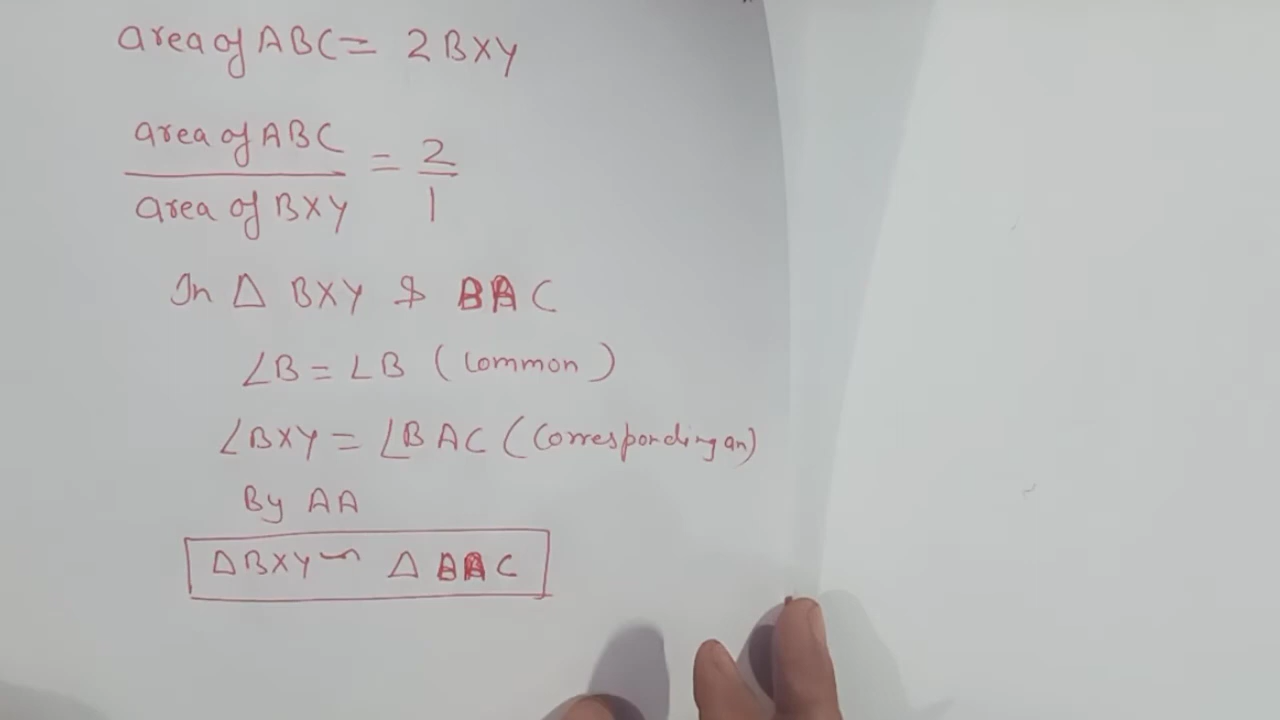 area of ABC = 2 BXY
area of ABC / area of BXY = 2 / 1
In Δ BXY & BAC
∠B = ∠B (Common)
∠BXY = ∠BAC (Corresponding an)
By AA
ΔBXY ~ Δ BAC